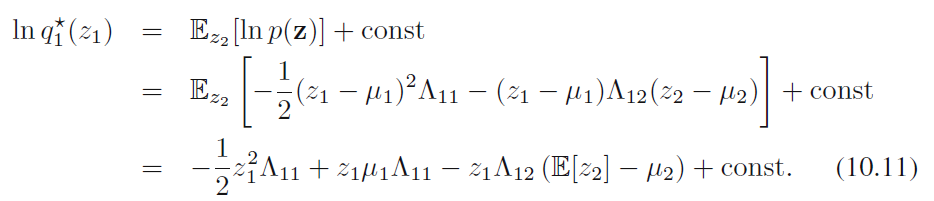 ln q₁⋆(z₁) = 𝔼_{z₂}[ln p(𝐳)] + const
= 𝔼_{z₂} [ −½(z₁ − μ₁)²Λ₁₁ − (z₁ − μ₁)Λ₁₂(z₂ − μ₂) ] + const
= −½z₁²Λ₁₁ + z₁μ₁Λ₁₁ − z₁Λ₁₂ (𝔼[z₂] − μ₂) + const. (10.11)